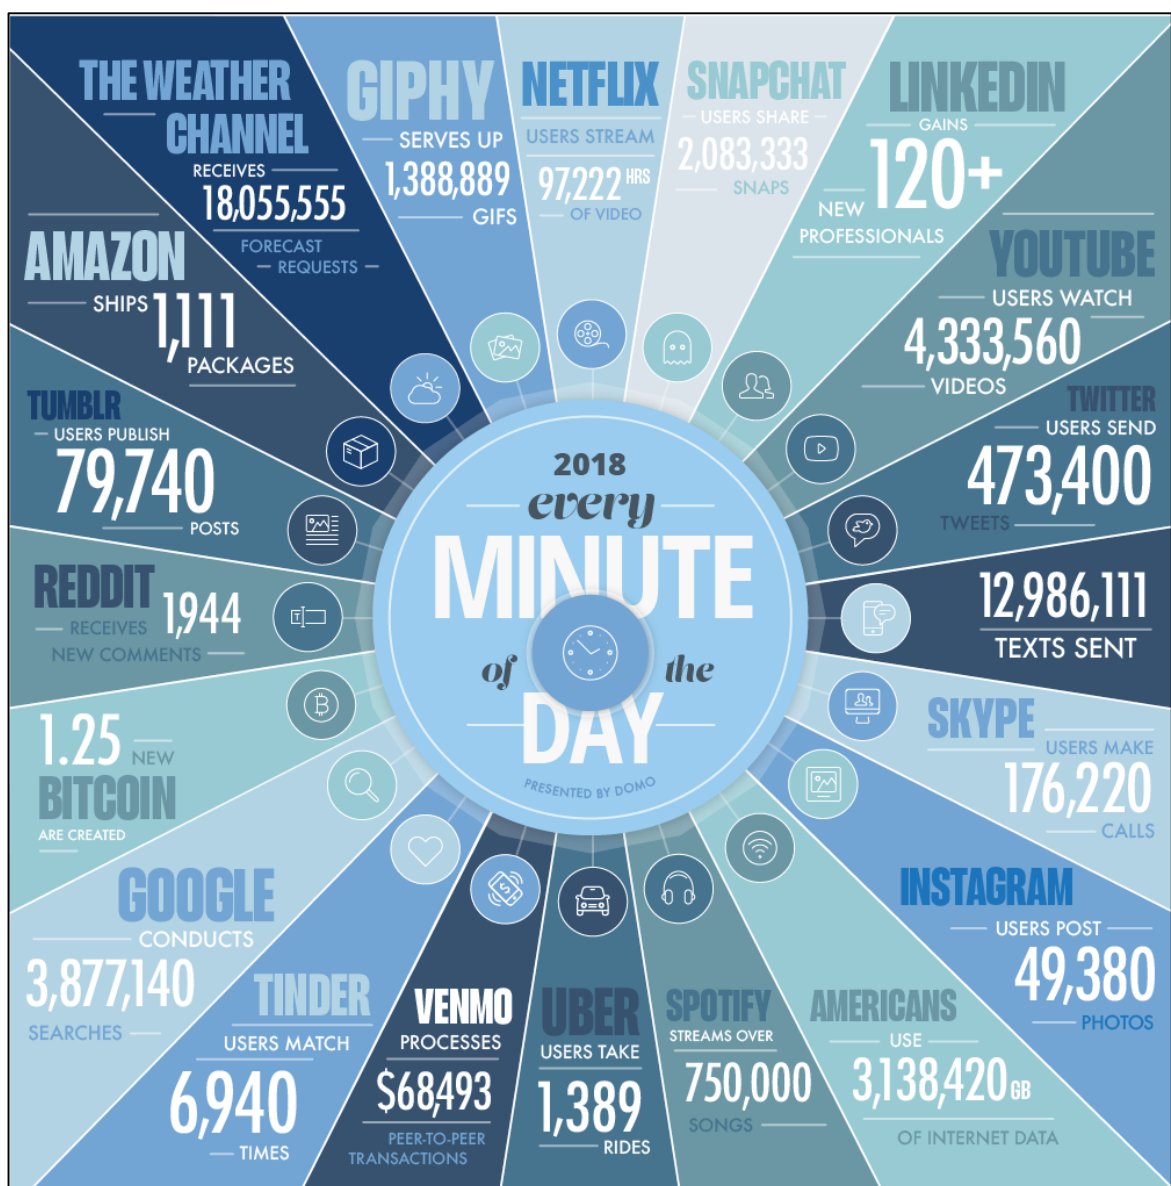 2018
every
MINUTE
of the
DAY
PRESENTED BY DOMO
THE WEATHER
CHANNEL
RECEIVES
18,055,555
FORECAST
REQUESTS
GIPHY
SERVES UP
1,388,889
GIFS
NETFLIX
USERS STREAM
97,222 HRS
OF VIDEO
SNAPCHAT
USERS SHARE
2,083,333
SNAPS
LINKEDIN
GAINS
120+
NEW
PROFESSIONALS
YOUTUBE
USERS WATCH
4,333,560
VIDEOS
TWITTER
USERS SEND
473,400
TWEETS
12,986,111
TEXTS SENT
SKYPE
USERS MAKE
176,220
CALLS
INSTAGRAM
USERS POST
49,380
PHOTOS
AMERICANS
USE
3,138,420 GB
OF INTERNET DATA
SPOTIFY
STREAMS OVER
750,000
SONGS
UBER
USERS TAKE
1,389
RIDES
VENMO
PROCESSES
$68,493
PEER-TO-PEER
TRANSACTIONS
TINDER
USERS MATCH
6,940
TIMES
GOOGLE
CONDUCTS
3,877,140
SEARCHES
1.25 NEW
BITCOIN
ARE CREATED
REDDIT
RECEIVES 1,944
NEW COMMENTS
TUMBLR
USERS PUBLISH
79,740
POSTS
AMAZON
SHIPS 1,111
PACKAGES